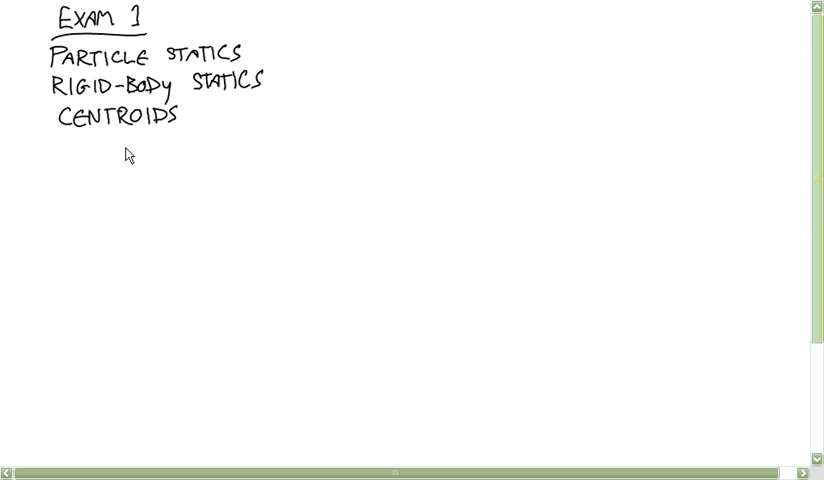 EXAM 1
PARTICLE STATICS
RIGID-BODY STATICS
CENTROIDS